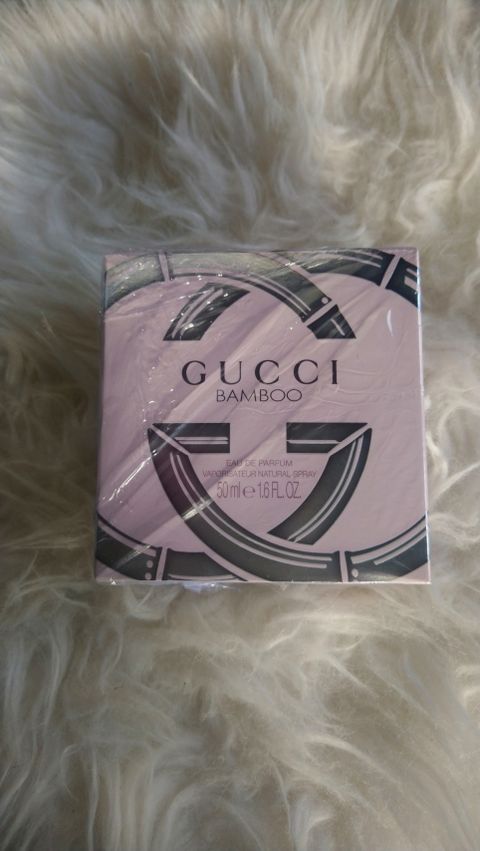 GUCCI
BAMBOO
EAU DE PARFUM
VAPORISATEUR NATURAL SPRAY
50 ml e 1.6 FL.OZ.